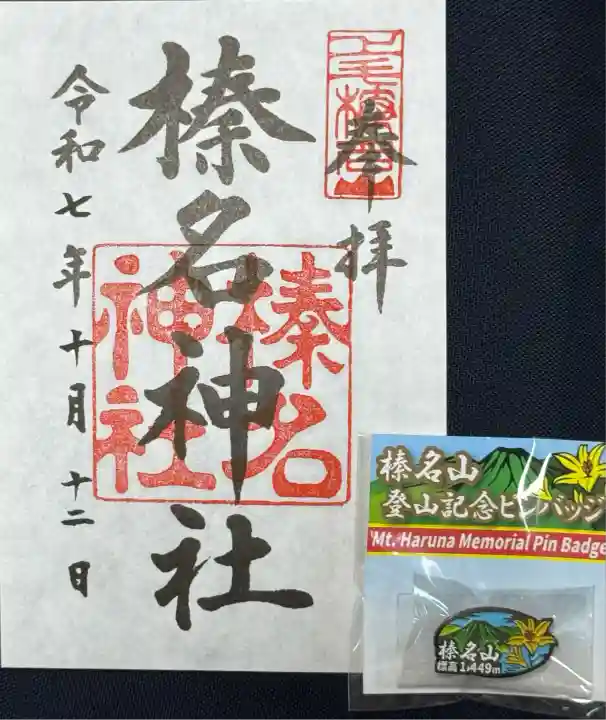 奉拝
榛名神社
令和七年十月十二日
榛名
神社
榛名山
登山記念ピンバッジ
Mt. Haruna Memorial Pin Badge
榛名山
標高1,449m